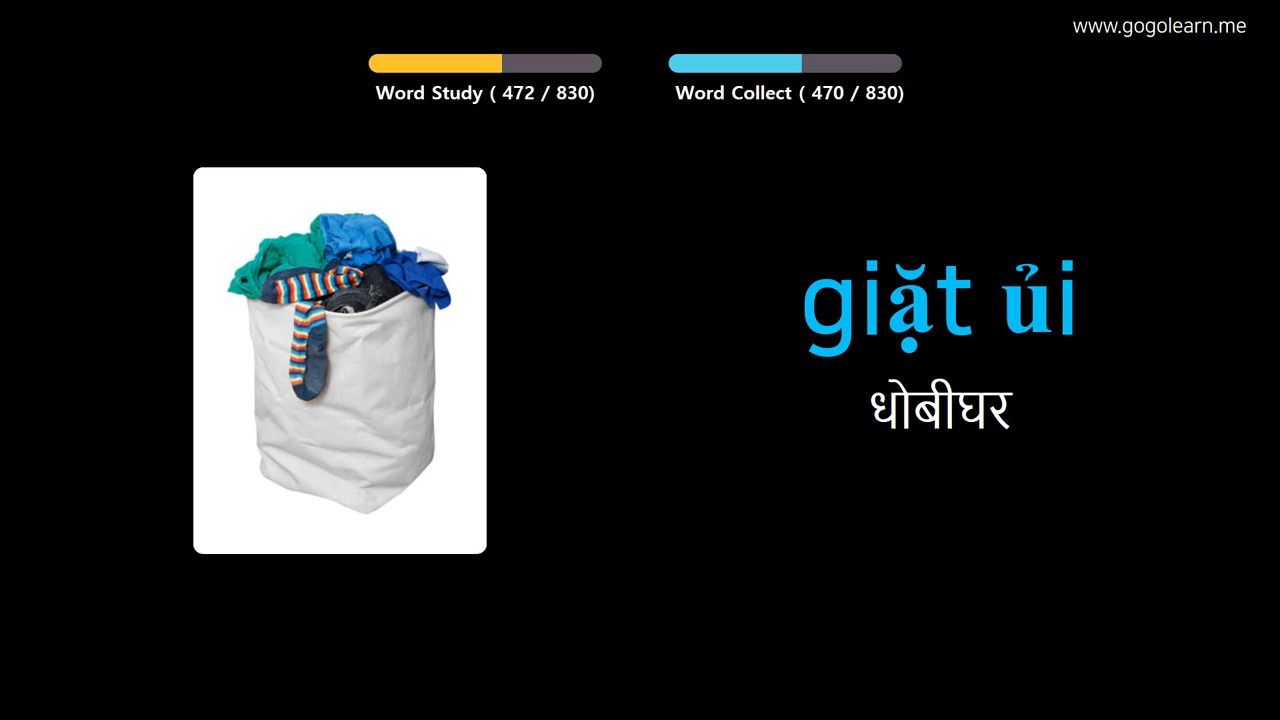 www.gogolearn.me
Word Study ( 472 / 830)
Word Collect ( 470 / 830)
giặt ủi
धोबीघर